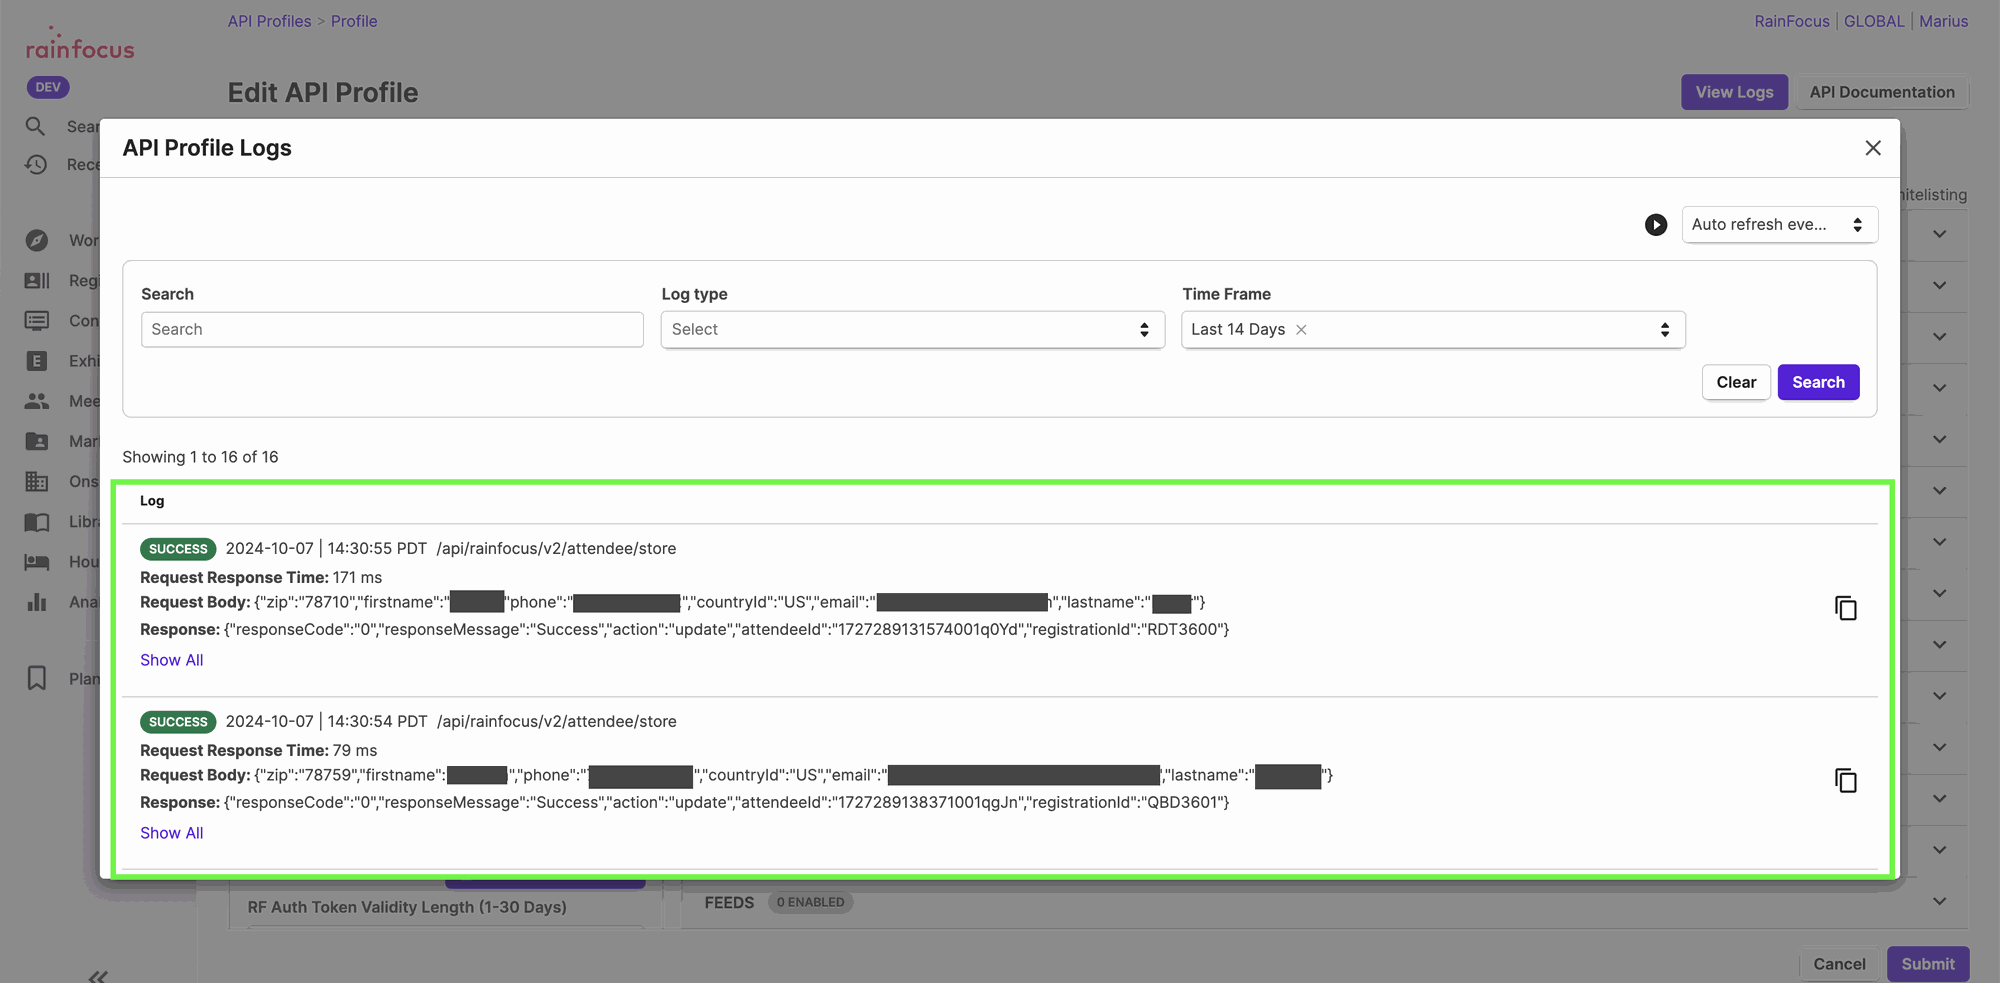 API Profiles > Profile
RainFocus | GLOBAL | Marius
rainfocus
DEV
Edit API Profile
View Logs
API Documentation
API Profile Logs
Auto refresh eve...
Search
Log type
Time Frame
Search
Select
Last 14 Days
Clear
Search
Showing 1 to 16 of 16
Log
SUCCESS 2024-10-07 | 14:30:55 PDT /api/rainfocus/v2/attendee/store
Request Response Time: 171 ms
Request Body: {"zip":"78710","firstname":" "phone":" ","countryId":"US","email":" ","lastname":" "}
Response: {"responseCode":"0","responseMessage":"Success","action":"update","attendeeId":"1727289131574001q0Yd","registrationId":"RDT3600"}
Show All
SUCCESS 2024-10-07 | 14:30:54 PDT /api/rainfocus/v2/attendee/store
Request Response Time: 79 ms
Request Body: {"zip":"78759","firstname": ","phone":" ","countryId":"US","email":" ","lastname":" "}
Response: {"responseCode":"0","responseMessage":"Success","action":"update","attendeeId":"1727289138371001qgJn","registrationId":"QBD3601"}
Show All
RF Auth Token Validity Length (1-30 Days)
FEEDS 0 ENABLED
Cancel
Submit